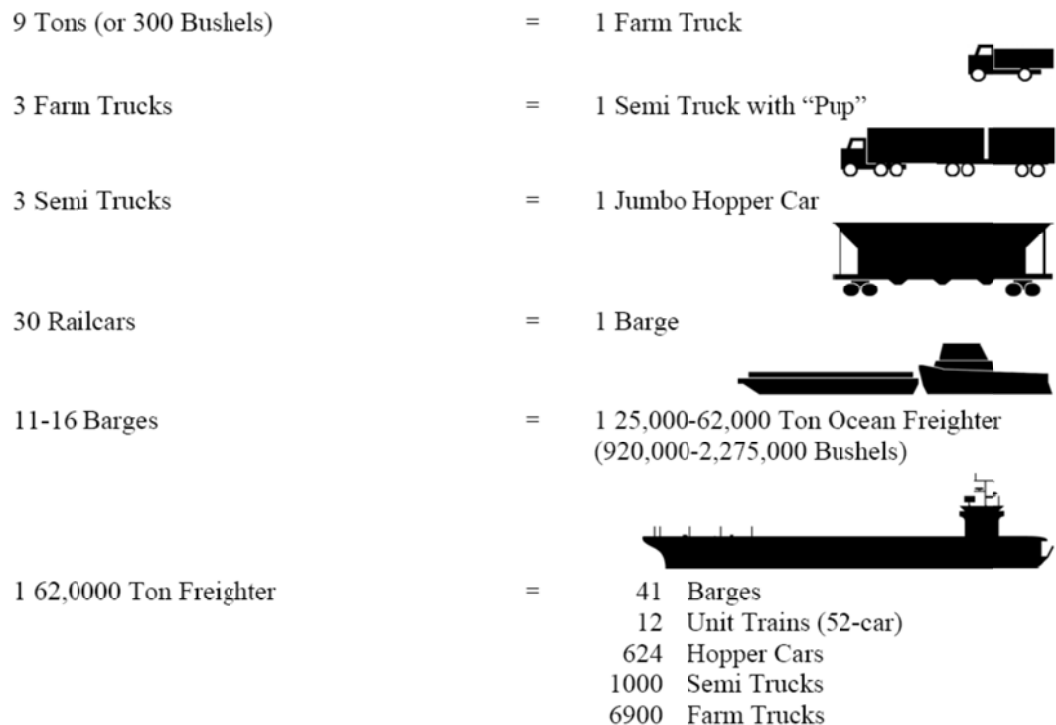 9 Tons (or 300 Bushels) = 1 Farm Truck
3 Farm Trucks = 1 Semi Truck with “Pup”
3 Semi Trucks = 1 Jumbo Hopper Car
30 Railcars = 1 Barge
11-16 Barges = 1 25,000-62,000 Ton Ocean Freighter
(920,000-2,275,000 Bushels)
1 62,0000 Ton Freighter = 41 Barges
12 Unit Trains (52-car)
624 Hopper Cars
1000 Semi Trucks
6900 Farm Trucks